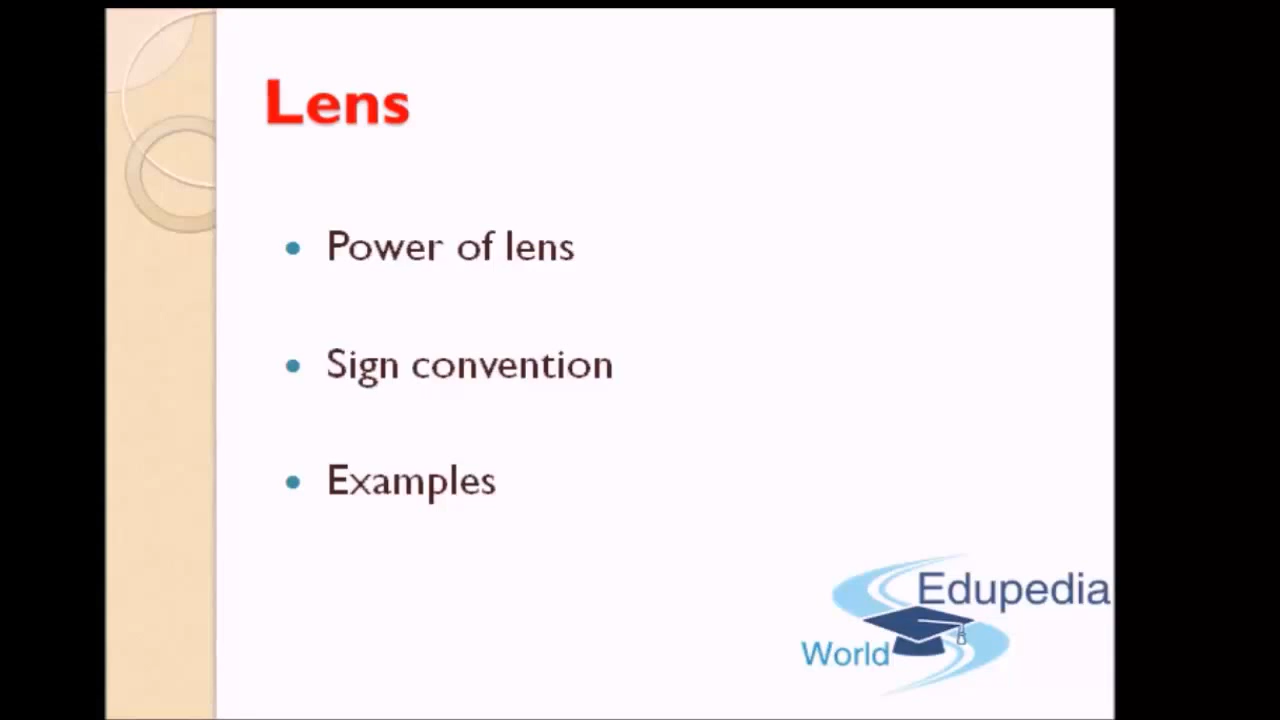 Lens
Power of lens
Sign convention
Examples
Edupedia
World